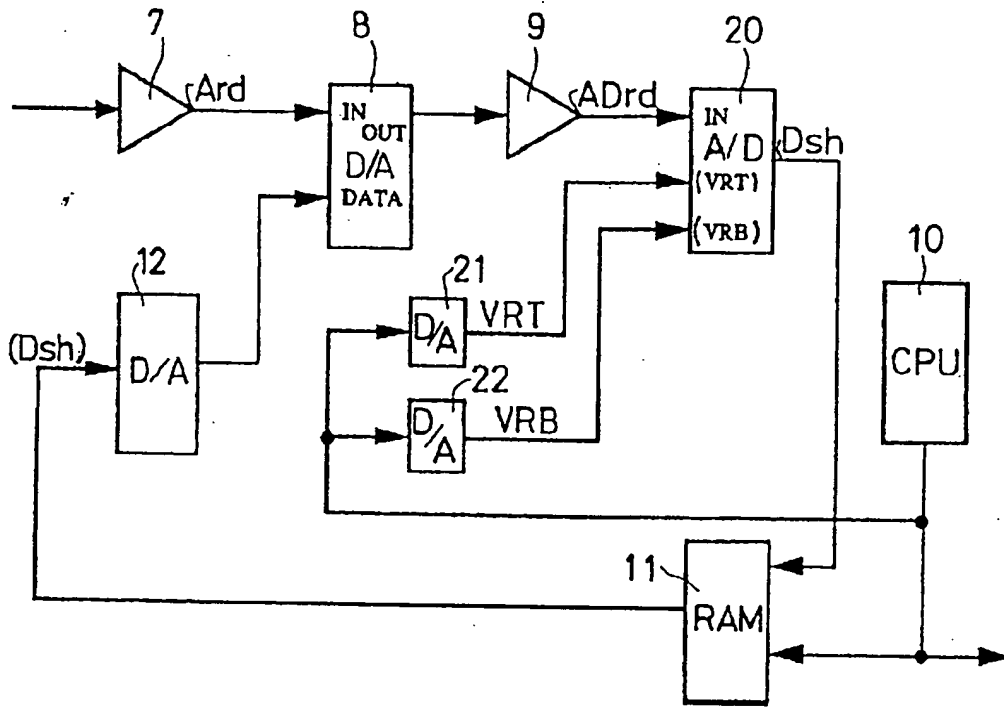 7
8
9
20
Ard
IN
OUT
D/A
DATA
ADrd
IN
A/D
Dsh
(VRT)
(VRB)
12
(Dsh)
D/A
21
D/A
VRT
22
D/A
VRB
10
CPU
11
RAM